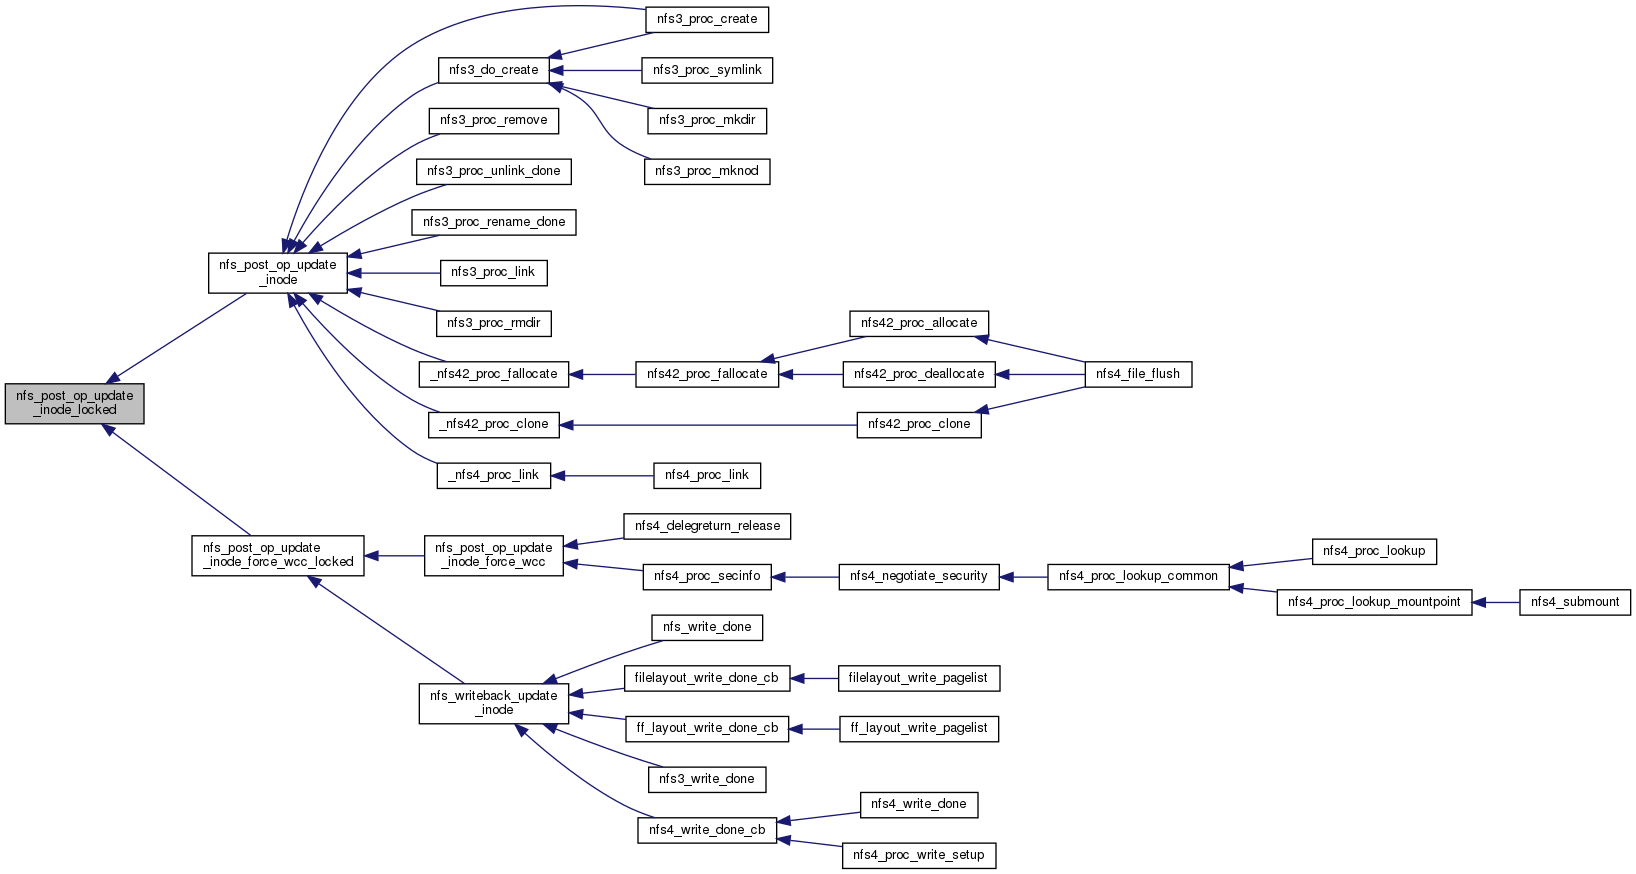 nfs3_proc_create
nfs3_do_create
nfs3_proc_symlink
nfs3_proc_remove
nfs3_proc_mkdir
nfs3_proc_unlink_done
nfs3_proc_mknod
nfs3_proc_rename_done
nfs_post_op_update
_inode
nfs3_proc_link
nfs3_proc_rmdir
nfs42_proc_allocate
_nfs42_proc_fallocate
nfs42_proc_fallocate
nfs42_proc_deallocate
nfs4_file_flush
nfs_post_op_update
_inode_locked
_nfs42_proc_clone
nfs42_proc_clone
_nfs4_proc_link
nfs4_proc_link
nfs4_delegreturn_release
nfs_post_op_update
_inode_force_wcc_locked
nfs_post_op_update
_inode_force_wcc
nfs4_proc_secinfo
nfs4_negotiate_security
nfs4_proc_lookup_common
nfs4_proc_lookup
nfs4_proc_lookup_mountpoint
nfs4_submount
nfs_write_done
filelayout_write_done_cb
filelayout_write_pagelist
nfs_writeback_update
_inode
ff_layout_write_done_cb
ff_layout_write_pagelist
nfs3_write_done
nfs4_write_done_cb
nfs4_write_done
nfs4_proc_write_setup